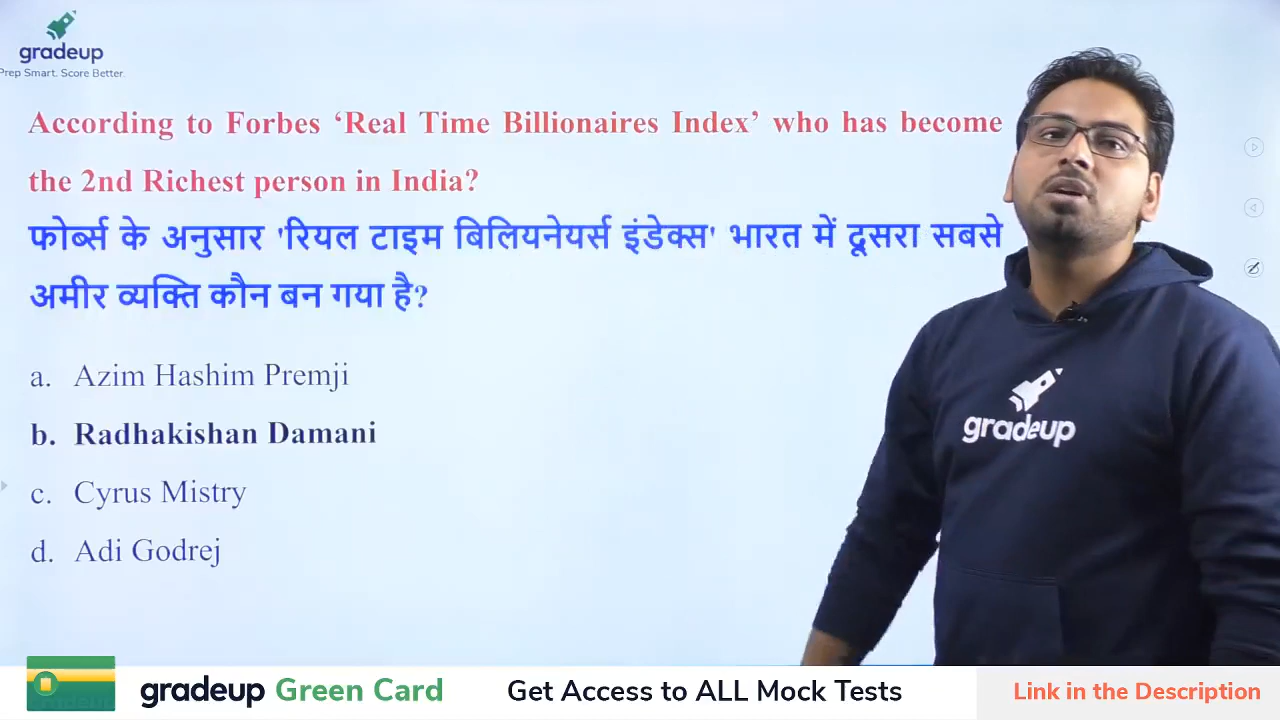 gradeup
Prep Smart. Score Better.
According to Forbes ‘Real Time Billionaires Index’ who has become
the 2nd Richest person in India?
फोर्ब्स के अनुसार 'रियल टाइम बिलियनेयर्स इंडेक्स' भारत में दूसरा सबसे
अमीर व्यक्ति कौन बन गया है?
a. Azim Hashim Premji
b. Radhakishan Damani
c. Cyrus Mistry
d. Adi Godrej
gradeup
gradeup Green Card Get Access to ALL Mock Tests Link in the Description